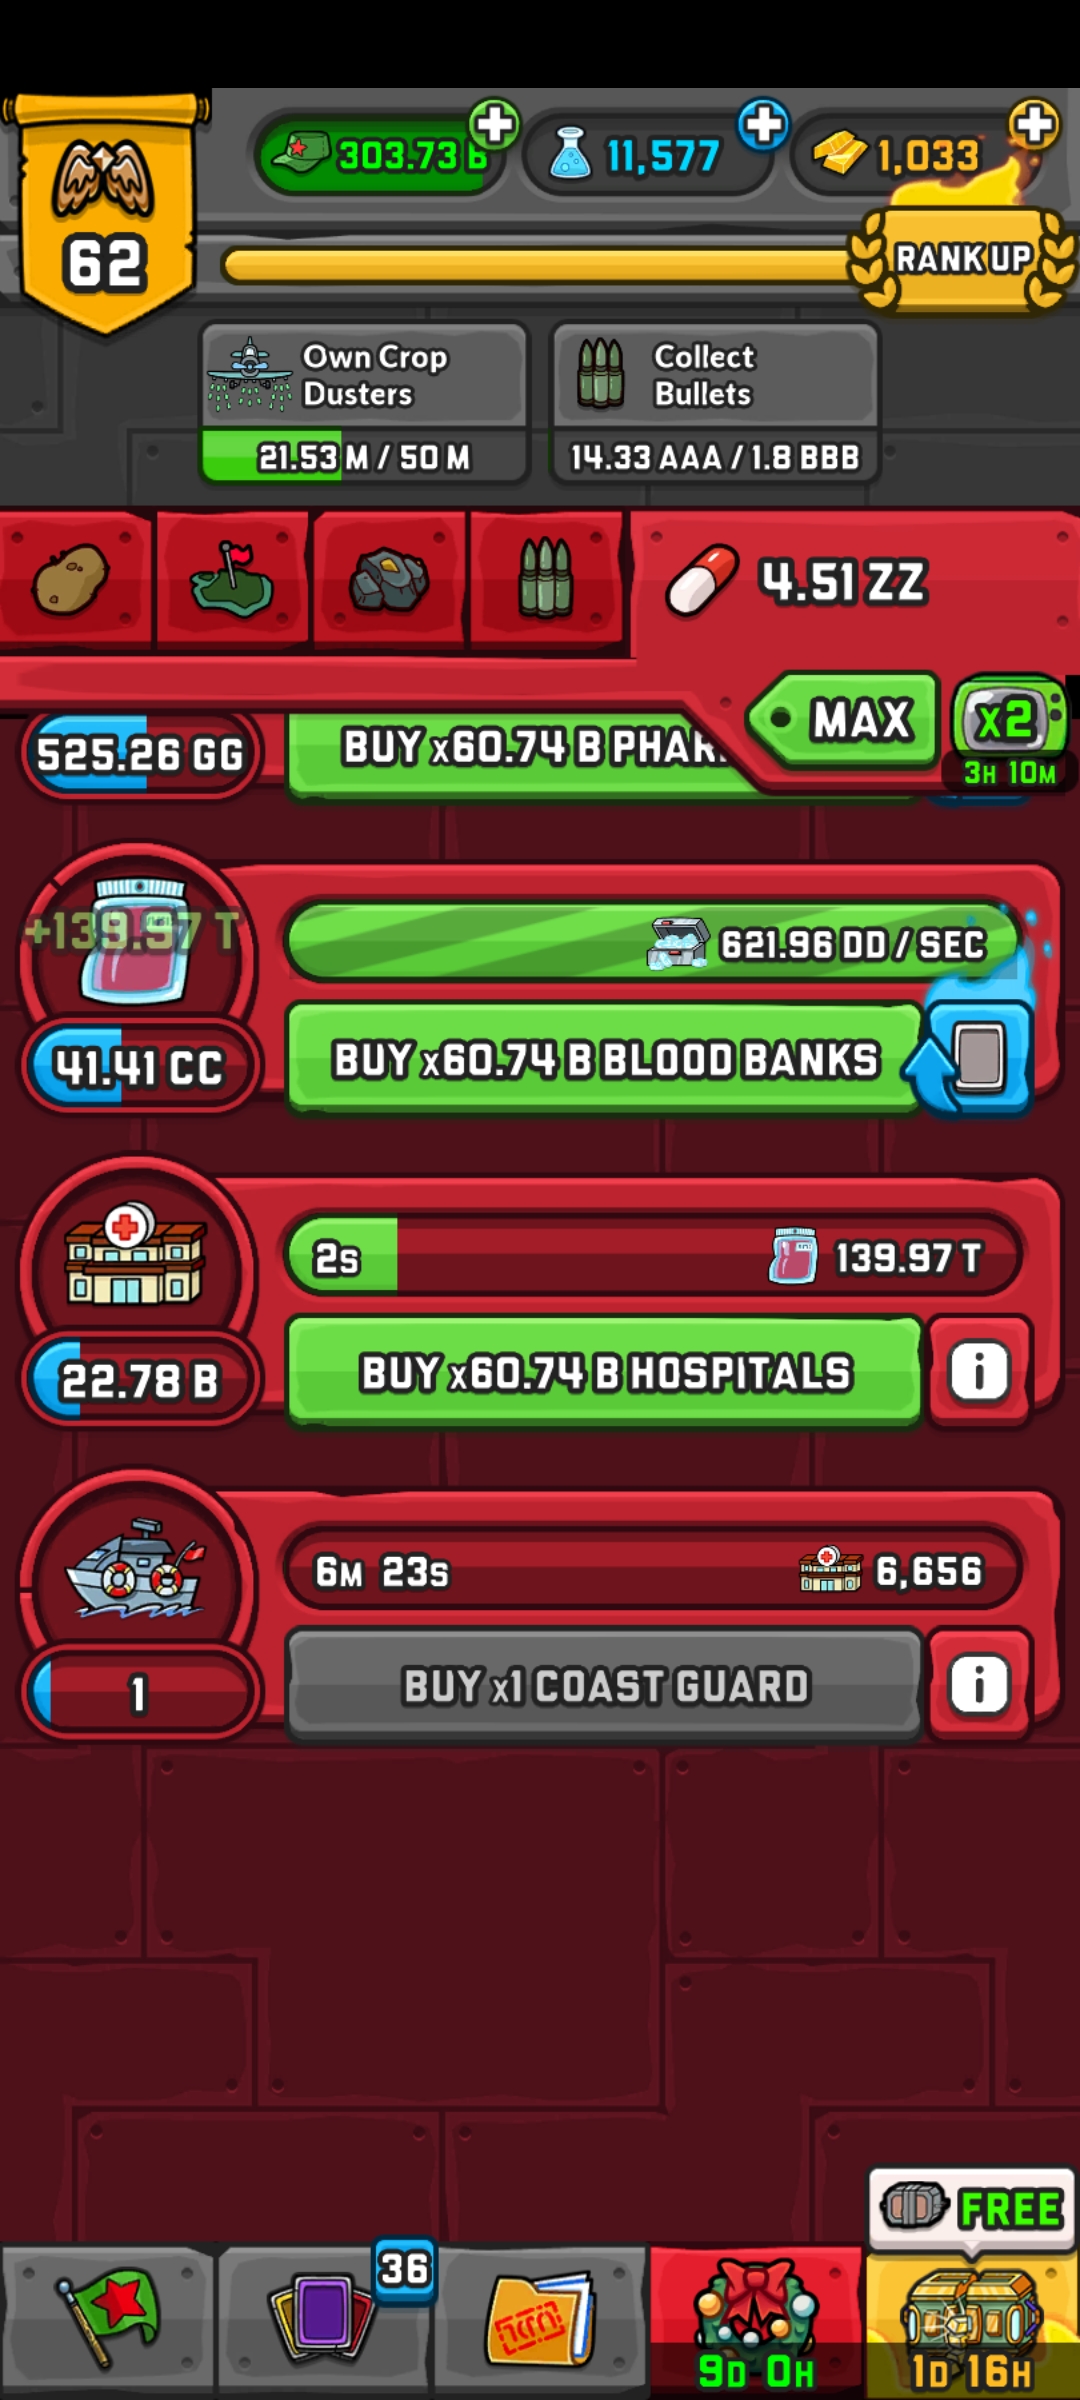 303.73 B
11,577
1,033
62
RANK UP
Own Crop
Dusters
21.53 M / 50 M
Collect
Bullets
14.33 AAA / 1.8 BBB
4.51 ZZ
MAX
x2
3H 10M
525.26 GG
BUY x60.74 B PHAR
+139.97 T
621.96 DD / SEC
41.41 CC
BUY x60.74 B BLOOD BANKS
2S
139.97 T
22.78 B
BUY x60.74 B HOSPITALS
i
6M 23S
6,656
1
BUY x1 COAST GUARD
i
FREE
36
9D 0H
1D 16H